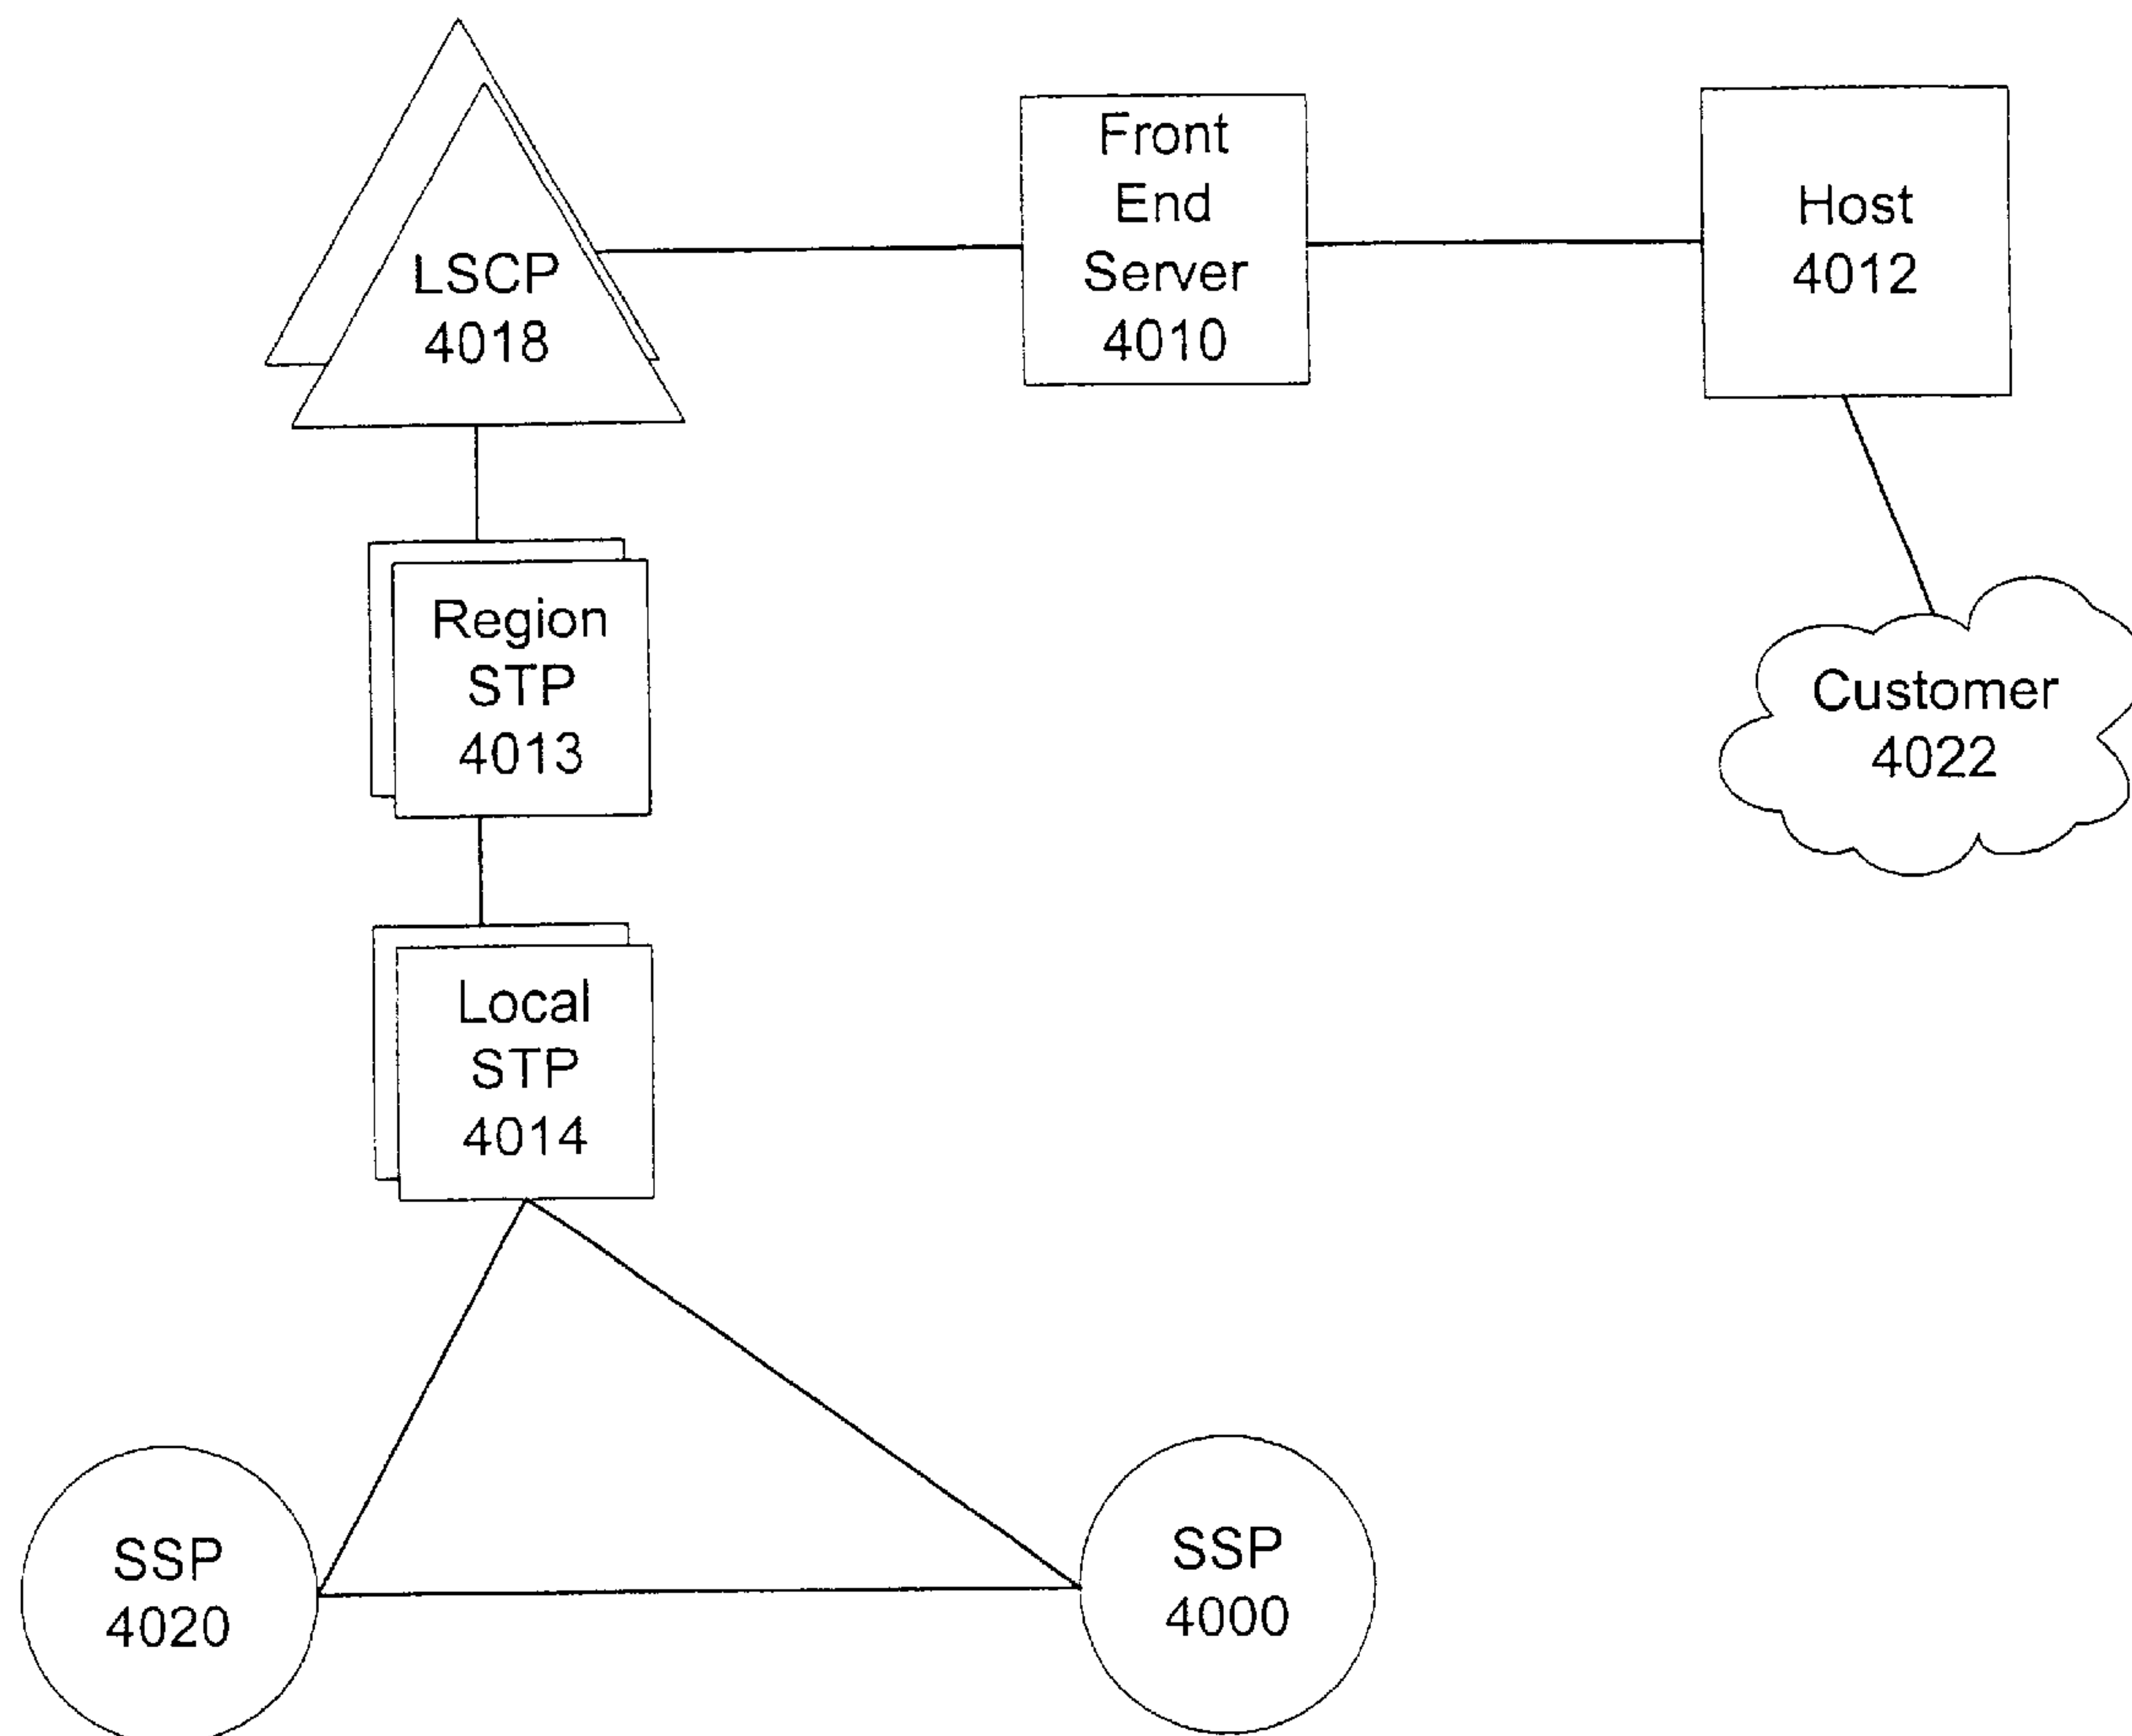 LSCP
4018
Front
End
Server
4010
Host
4012
Region
STP
4013
Customer
4022
Local
STP
4014
SSP
4020
SSP
4000